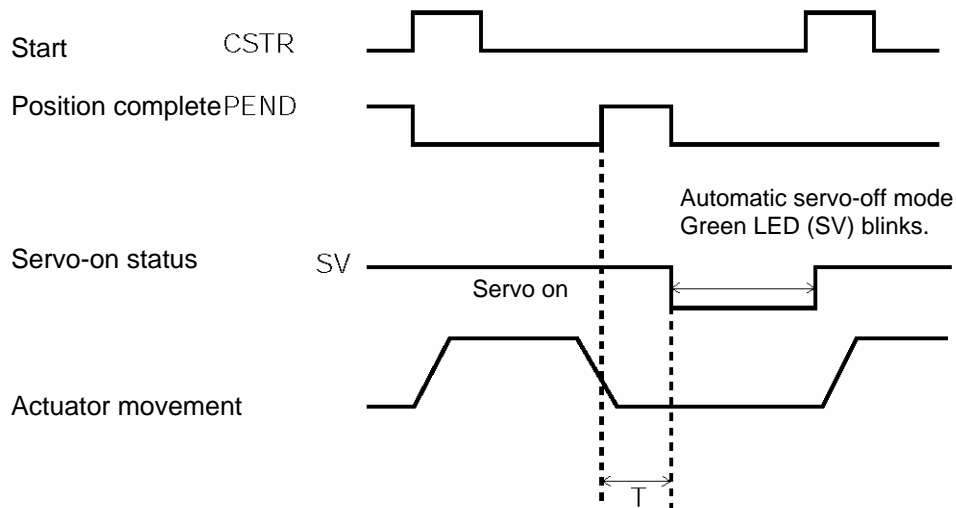 Start CSTR
Position complete PEND
Automatic servo-off mode
Green LED (SV) blinks.
Servo-on status SV
Servo on
Actuator movement
T